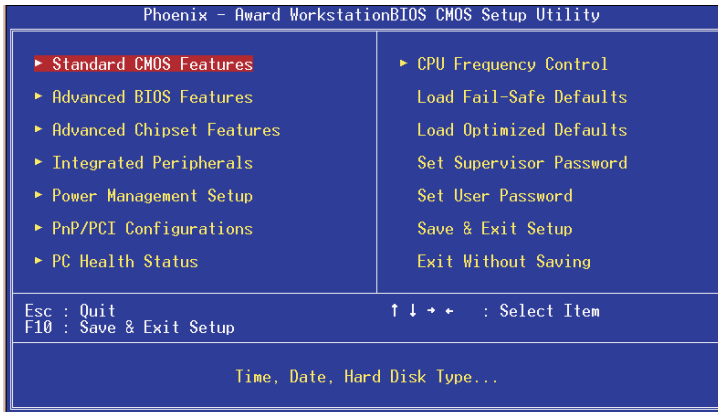 Phoenix - Award WorkstationBIOS CMOS Setup Utility
► Standard CMOS Features
► Advanced BIOS Features
► Advanced Chipset Features
► Integrated Peripherals
► Power Management Setup
► PnP/PCI Configurations
► PC Health Status
► CPU Frequency Control
Load Fail-Safe Defaults
Load Optimized Defaults
Set Supervisor Password
Set User Password
Save & Exit Setup
Exit Without Saving
Esc : Quit
F10 : Save & Exit Setup
↑ ↓ → ← : Select Item
Time, Date, Hard Disk Type...